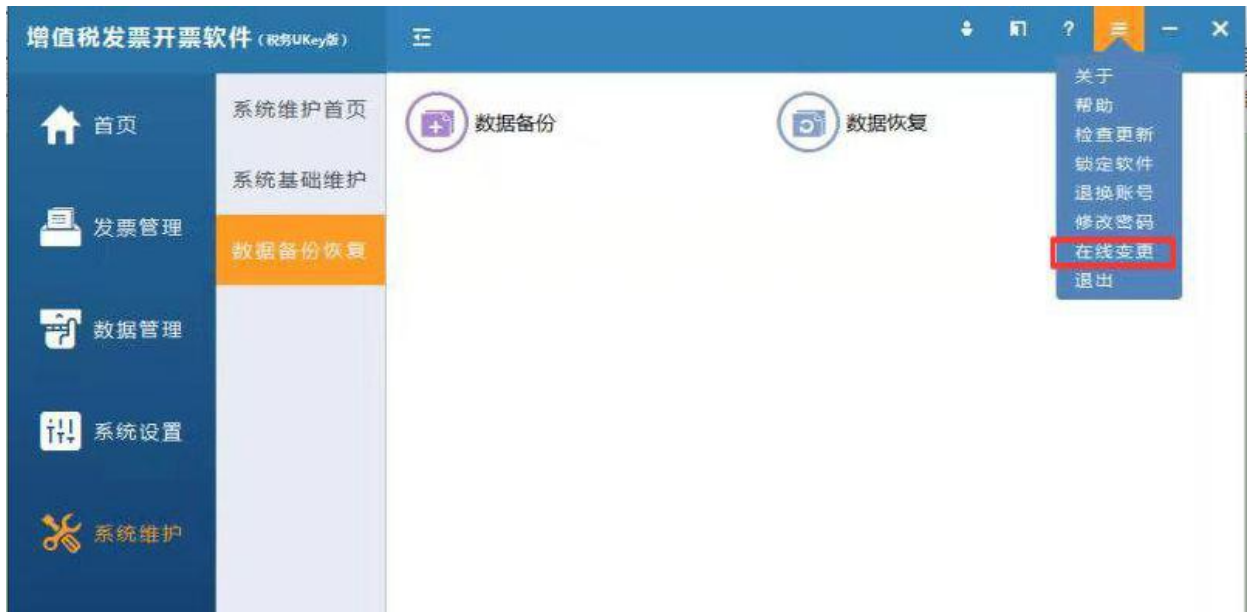 增值税发票开票软件（税务UKey版）
?
关于
帮助
检查更新
锁定软件
退换账号
修改密码
在线变更
退出
首页
发票管理
数据管理
系统设置
系统维护
系统维护首页
系统基础维护
数据备份恢复
数据备份
数据恢复